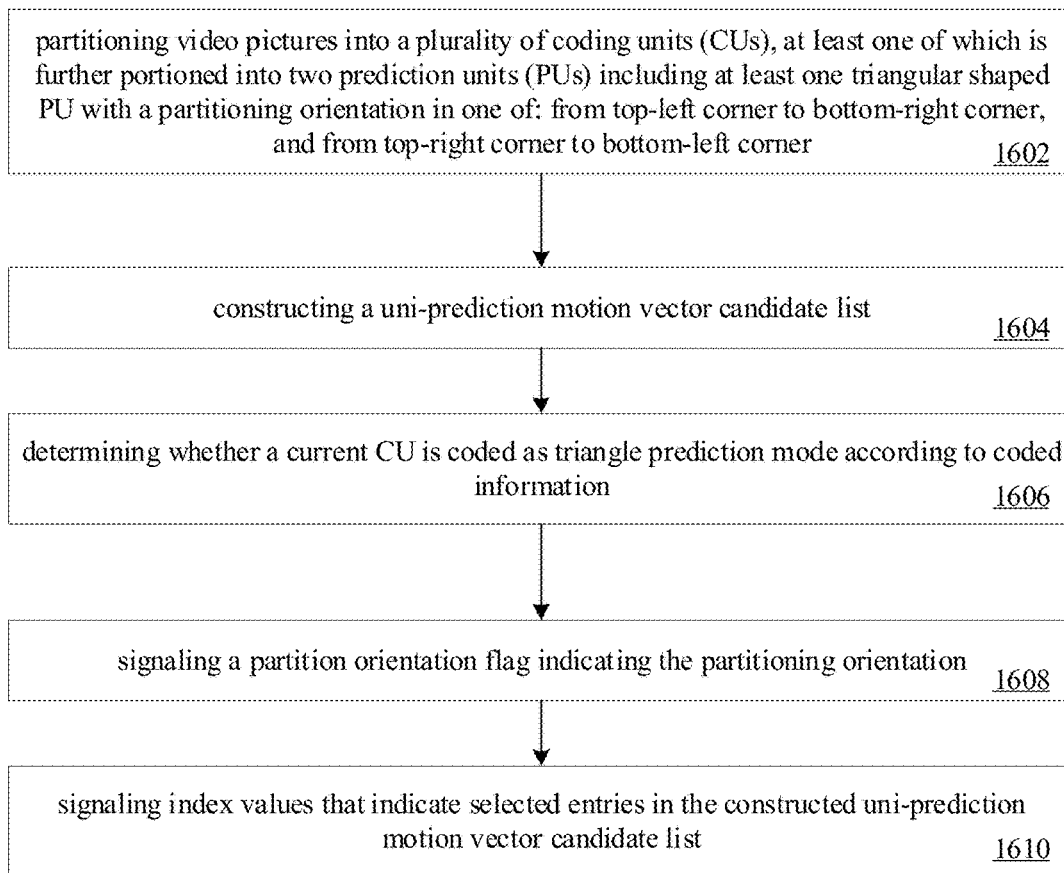 partitioning video pictures into a plurality of coding units (CUs), at least one of which is
further portioned into two prediction units (PUs) including at least one triangular shaped
PU with a partitioning orientation in one of: from top-left corner to bottom-right corner,
and from top-right corner to bottom-left corner
1602
constructing a uni-prediction motion vector candidate list
1604
determining whether a current CU is coded as triangle prediction mode according to coded
information
1606
signaling a partition orientation flag indicating the partitioning orientation
1608
signaling index values that indicate selected entries in the constructed uni-prediction
motion vector candidate list
1610